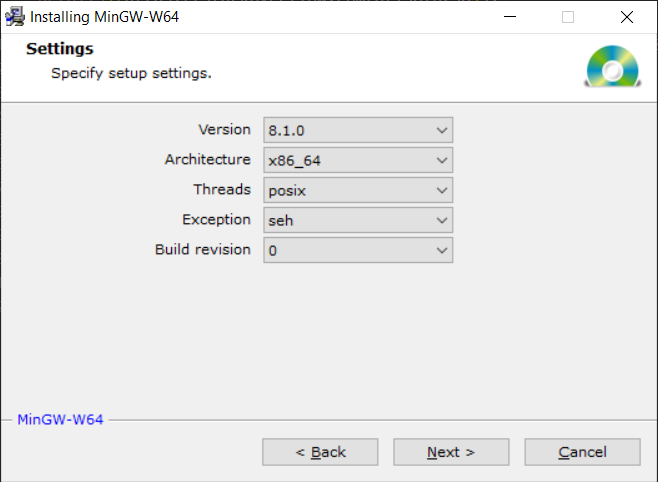 Installing MinGW-W64
Settings
Specify setup settings.
Version 8.1.0
Architecture x86_64
Threads posix
Exception seh
Build revision 0
MinGW-W64
< Back Next > Cancel